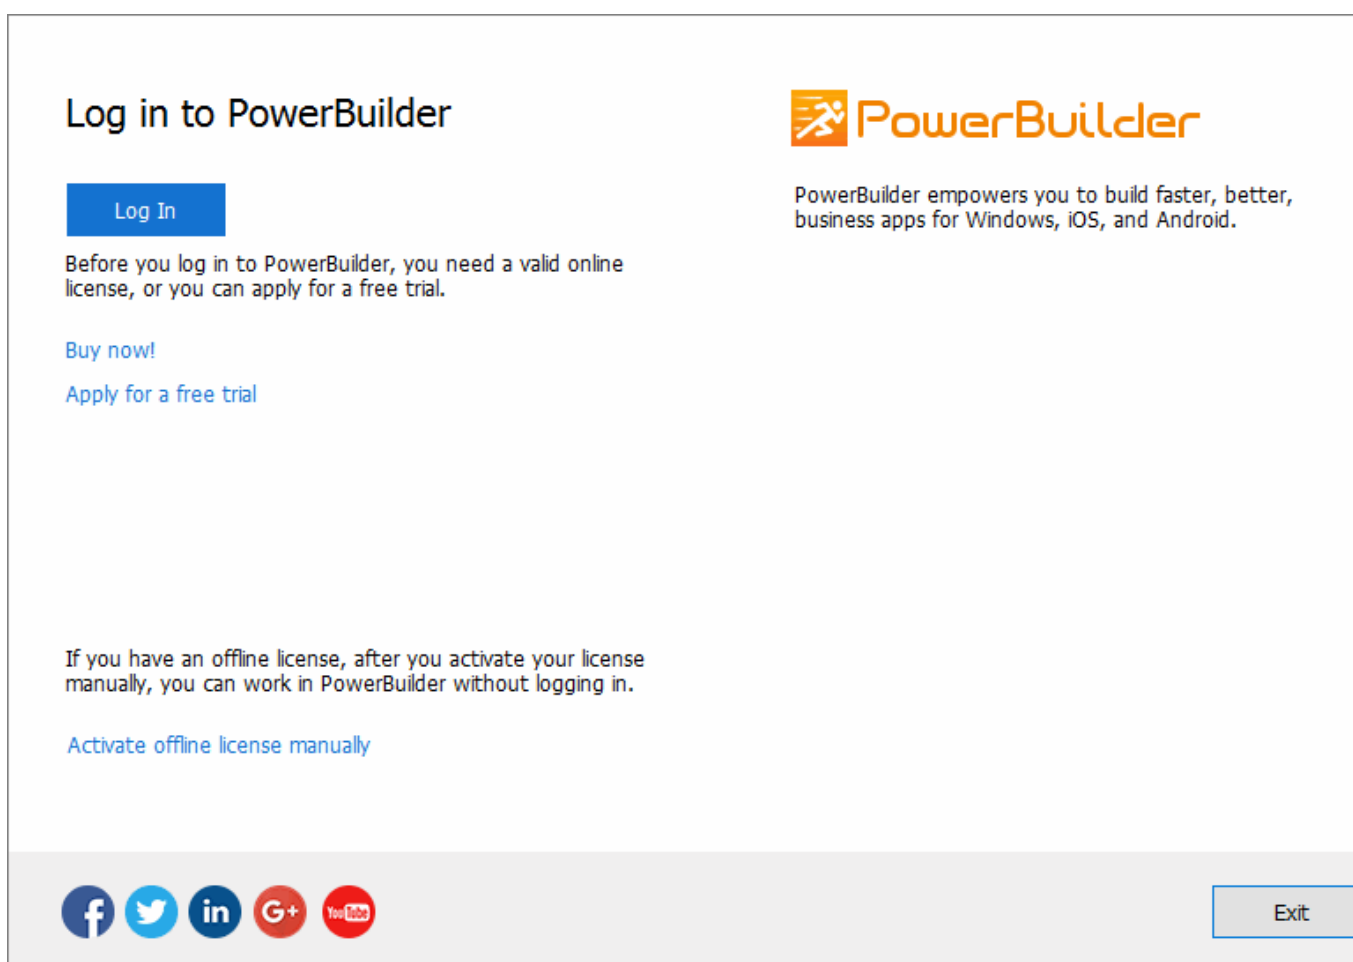 Log in to PowerBuilder
PowerBuilder
Log In
PowerBuilder empowers you to build faster, better,
business apps for Windows, iOS, and Android.
Before you log in to PowerBuilder, you need a valid online
license, or you can apply for a free trial.
Buy now!
Apply for a free trial
If you have an offline license, after you activate your license
manually, you can work in PowerBuilder without logging in.
Activate offline license manually
f
in
G+
YouTube
Exit